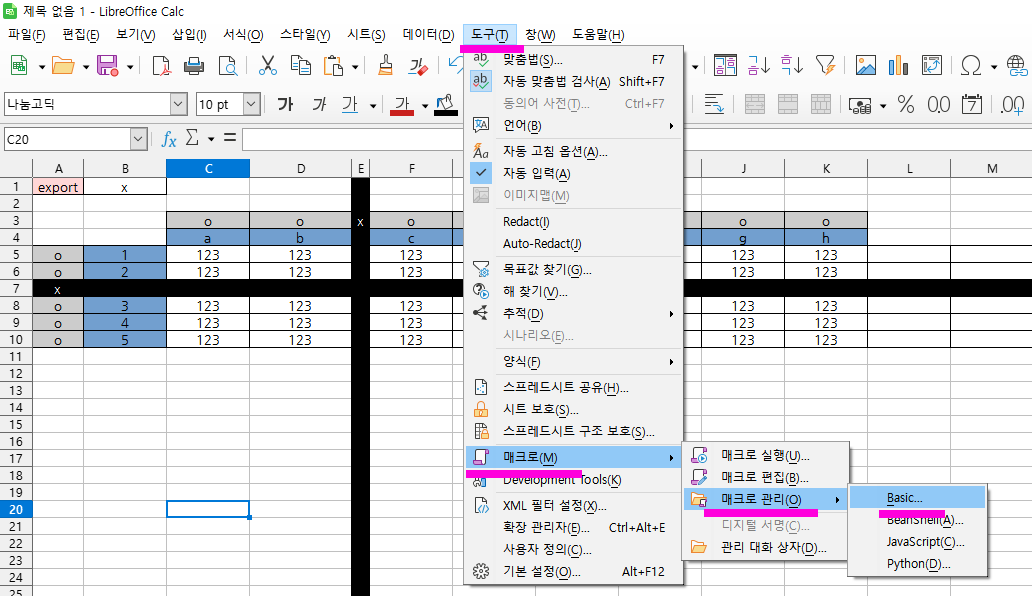 제목 없음 1 - LibreOffice Calc
파일(F) 편집(E) 보기(V) 삽입(I) 서식(O) 스타일(Y) 시트(S) 데이터(D) 도구(T) 창(W) 도움말(H)
나눔고딕 10 pt 가 가 가 가
C20 fx Σ =
A B C D E F J K L M
1 export x
2
3 o o x o o o
4 a b c g h
5 o 1 123 123 123 123 123
6 o 2 123 123 123 123 123
7 x
8 o 3 123 123 123 123 123
9 o 4 123 123 123 123 123
10 o 5 123 123 123 123 123
11
12
13
14
15
16
17
18
19
20
21
22
23
24
25
맞춤법(S)... F7
자동 맞춤법 검사(A) Shift+F7
동의어 사전(T)... Ctrl+F7
언어(B)
자동 고침 옵션(A)...
자동 입력(A)
이미지맵(M)
Redact(I)
Auto-Redact(J)
목표값 찾기(G)...
해 찾기(V)...
추적(D)
시나리오(E)...
양식(F)
스프레드시트 공유(H)...
시트 보호(S)...
스프레드시트 구조 보호(S)...
매크로(M)
Development Tools(K)
XML 필터 설정(X)...
확장 관리자(E)... Ctrl+Alt+E
사용자 정의(C)...
기본 설정(O)... Alt+F12
매크로 실행(U)...
매크로 편집(B)...
매크로 관리(O)
디지털 서명(C)...
관리 대화 상자(D)...
Basic...
BeanShell(A)...
JavaScript(C)...
Python(D)...